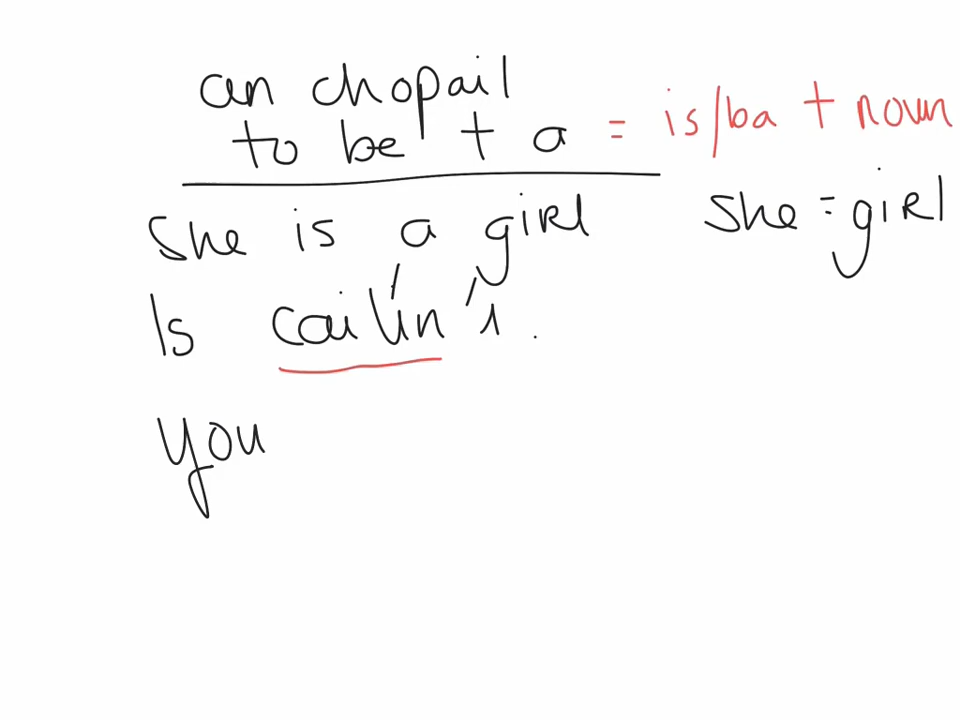 an chopail
to be + a = is/ba + noun
She is a girl she = girl
Is cailín í.
you